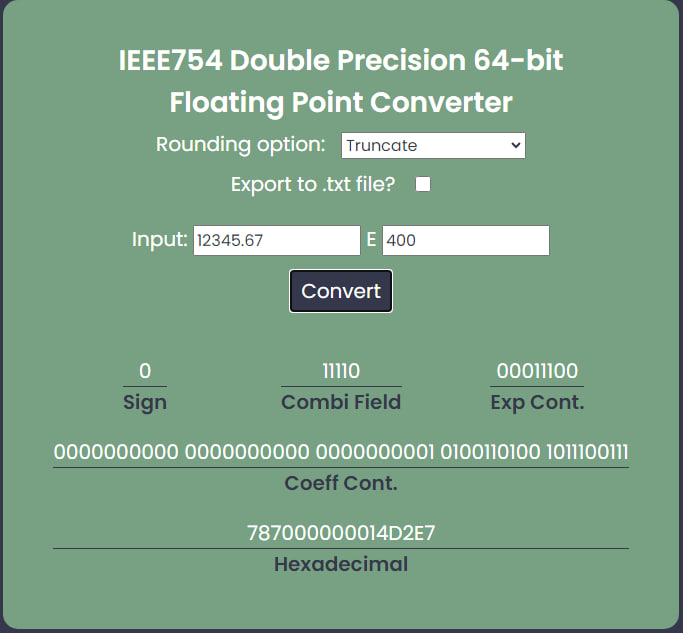 IEEE754 Double Precision 64-bit
Floating Point Converter
Rounding option: Truncate
Export to .txt file?
Input: 12345.67 E 400
Convert
0 11110 00011100
Sign Combi Field Exp Cont.
0000000000 0000000000 0000000001 0100110100 1011100111
Coeff Cont.
787000000014D2E7
Hexadecimal